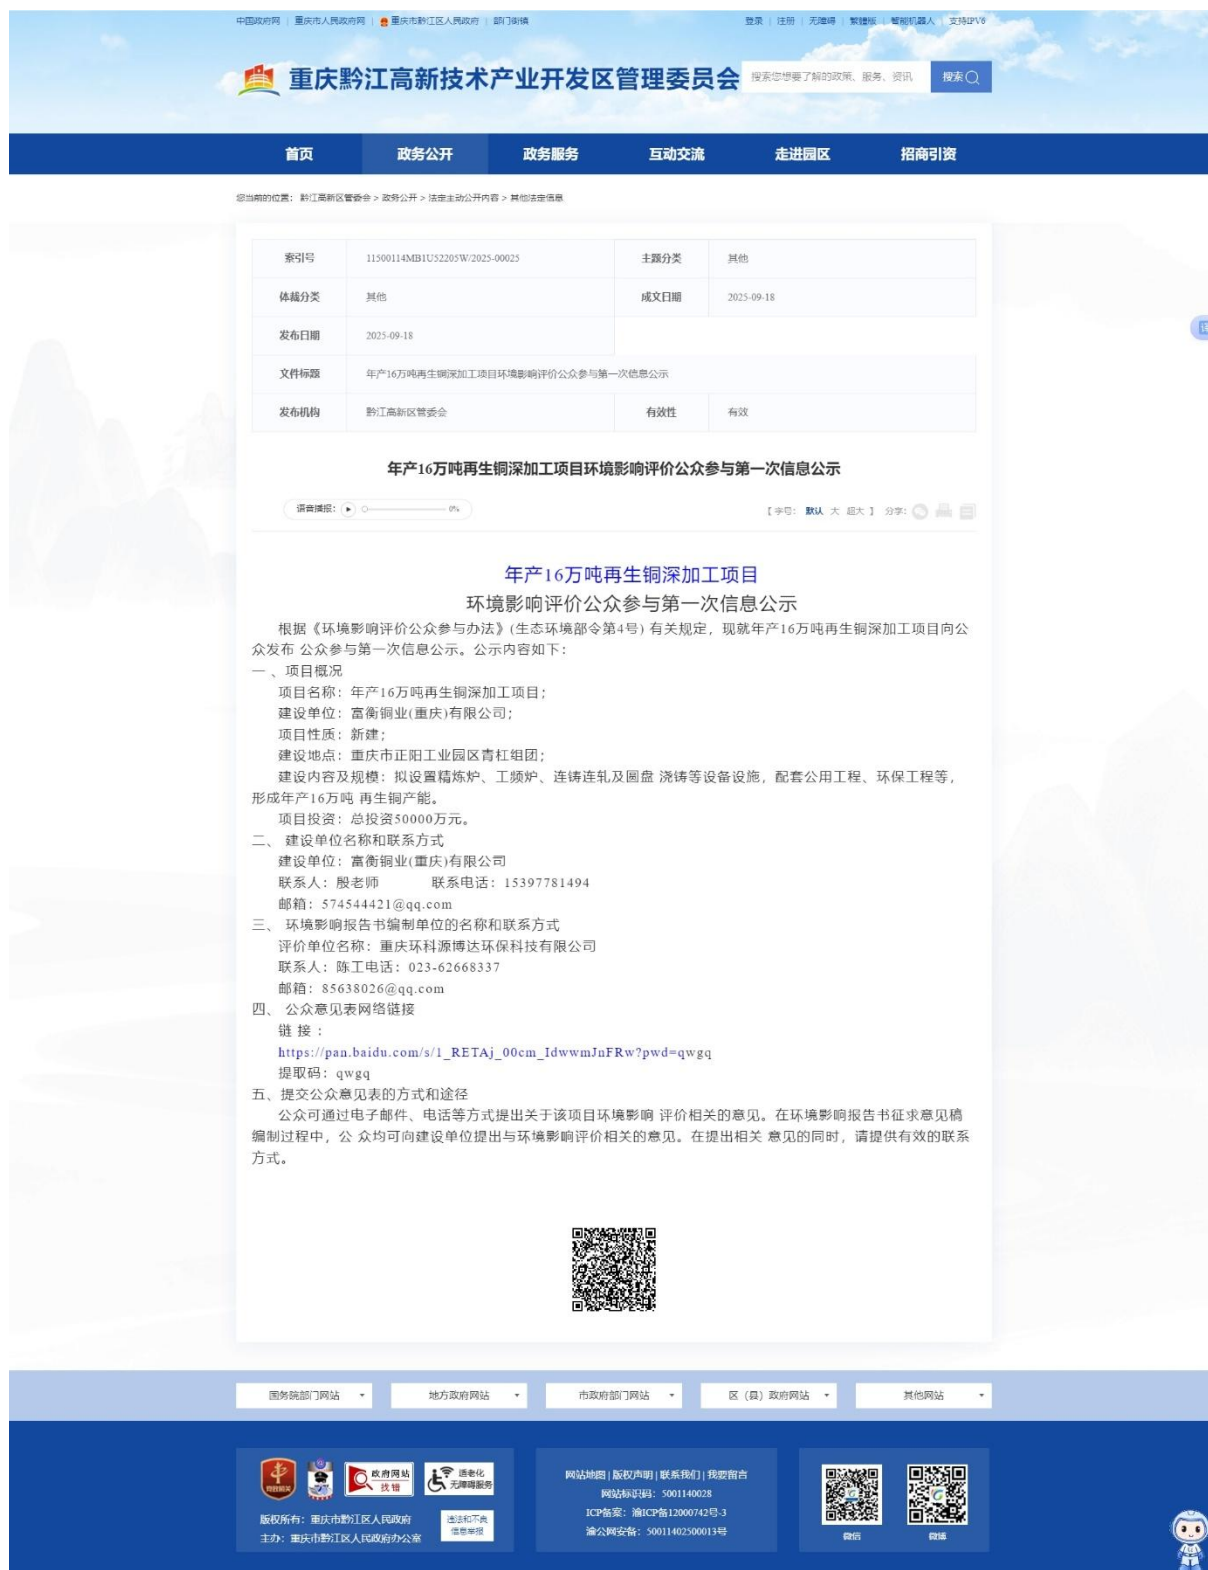 中国政府网 | 重庆市人民政府网 | 重庆市黔江区人民政府 | 部门街镇
登录 | 注册 | 无障碍 | 繁體版 | 智能机器人 | 支持IPV6
重庆黔江高新技术产业开发区管理委员会
搜索您想要了解的政策、服务、资讯
搜索
首页 政务公开 政务服务 互动交流 走进园区 招商引资
您当前的位置： 黔江高新区管委会 > 政务公开 > 法定主动公开内容 > 其他法定信息
索引号 11500114MB1U52205W/2025-00025 主题分类 其他
体裁分类 其他 成文日期 2025-09-18
发布日期 2025-09-18
文件标题 年产16万吨再生铜深加工项目环境影响评价公众参与第一次信息公示
发布机构 黔江高新区管委会 有效性 有效
年产16万吨再生铜深加工项目环境影响评价公众参与第一次信息公示
语音播报： 0%
【 字号： 默认 大 超大 】 分享：
年产16万吨再生铜深加工项目
环境影响评价公众参与第一次信息公示
根据《环境影响评价公众参与办法》(生态环境部令第4号) 有关规定，现就年产16万吨再生铜深加工项目向公
众发布 公众参与第一次信息公示。公示内容如下：
一 、项目概况
项目名称：年产16万吨再生铜深加工项目；
建设单位：富衡铜业(重庆)有限公司；
项目性质：新建；
建设地点：重庆市正阳工业园区青杠组团；
建设内容及规模：拟设置精炼炉、工频炉、连铸连轧及圆盘 浇铸等设备设施，配套公用工程、环保工程等，
形成年产16万吨 再生铜产能。
项目投资：总投资50000万元。
二、 建设单位名称和联系方式
建设单位：富衡铜业(重庆)有限公司
联系人：殷老师 联系电话：15397781494
邮箱：574544421@qq.com
三、 环境影响报告书编制单位的名称和联系方式
评价单位名称：重庆环科源博达环保科技有限公司
联系人：陈工电话：023-62668337
邮箱：85638026@qq.com
四、 公众意见表网络链接
链 接 ：
https://pan.baidu.com/s/1_RETAj_00cm_IdwwmJnFRw?pwd=qwgq
提取码：qwgq
五、提交公众意见表的方式和途径
公众可通过电子邮件、电话等方式提出关于该项目环境影响 评价相关的意见。在环境影响报告书征求意见稿
编制过程中，公 众均可向建设单位提出与环境影响评价相关的意见。在提出相关 意见的同时，请提供有效的联系
方式。
国务院部门网站 地方政府网站 市政府部门网站 区（县）政府网站 其他网站
党政机关
政府网站
找错
适老化
无障碍服务
版权所有：重庆市黔江区人民政府
主办：重庆市黔江区人民政府办公室
违法和不良
信息举报
网站地图 | 版权声明 | 联系我们 | 我要留言
网站标识码：5001140028
ICP备案：渝ICP备12000742号-3
渝公网安备：50011402500013号
微信 微博